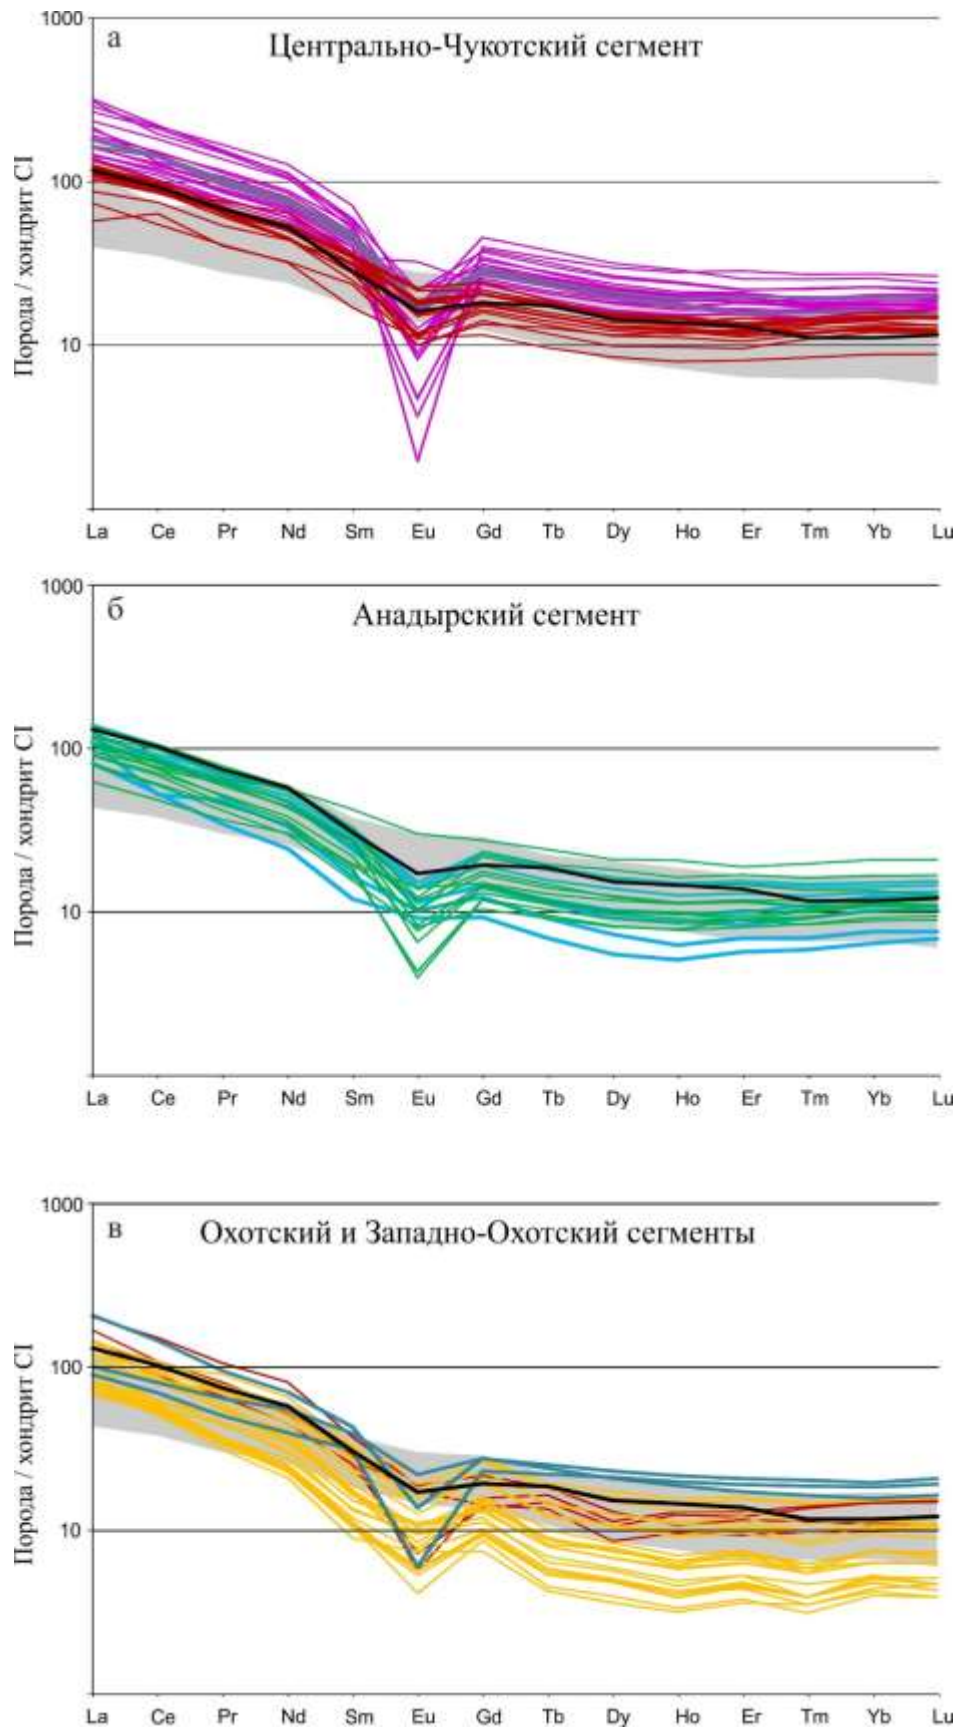 1000
а
Центрально-Чукотский сегмент
100
10
Порода / хондрит CI
La Ce Pr Nd Sm Eu Gd Tb Dy Ho Er Tm Yb Lu
1000
б
Анадырский сегмент
100
10
Порода / хондрит CI
La Ce Pr Nd Sm Eu Gd Tb Dy Ho Er Tm Yb Lu
1000
в
Охотский и Западно-Охотский сегменты
100
10
Порода / хондрит CI
La Ce Pr Nd Sm Eu Gd Tb Dy Ho Er Tm Yb Lu